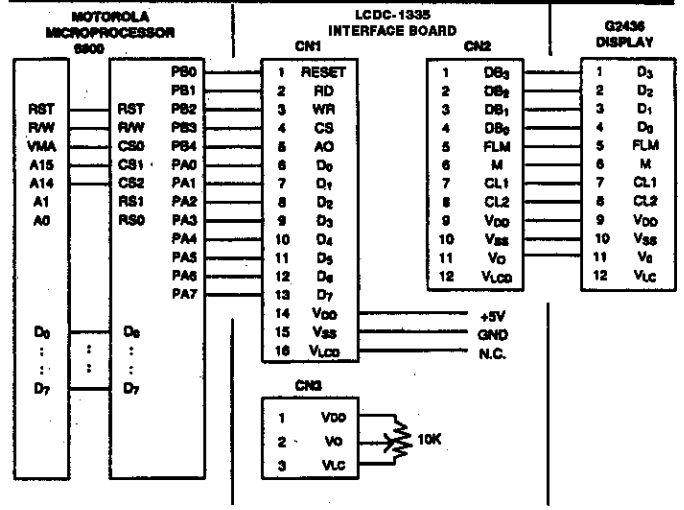 MOTOROLA
MICROPROCESSOR
6800
LCDC-1335
INTERFACE BOARD
G2436
DISPLAY
CN1
CN2
PB0 1 RESET 1 DB3 1 D3
PB1 2 RD 2 DB2 2 D2
RST RST PB2 3 WR 3 DB1 3 D1
R/W R/W PB3 4 CS 4 DB0 4 D0
VMA CS0 PB4 5 AO 5 FLM 5 FLM
A15 CS1 PA0 6 D0 6 M 6 M
A14 CS2 PA1 7 D1 7 CL1 7 CL1
A1 RS1 PA2 8 D2 8 CL2 8 CL2
A0 RS0 PA3 9 D3 9 VDD 9 VDD
PA4 10 D4 10 VSS 10 VSS
PA5 11 D5 11 VO 11 V0
PA6 12 D6 12 VLCD 12 VLC
PA7 13 D7
14 VDD +5V
D0 D0 15 VSS GND
: : : 16 VLCD N.C.
: : :
D7 D7
CN3
1 VDD
2 VO 10K
3 VLC